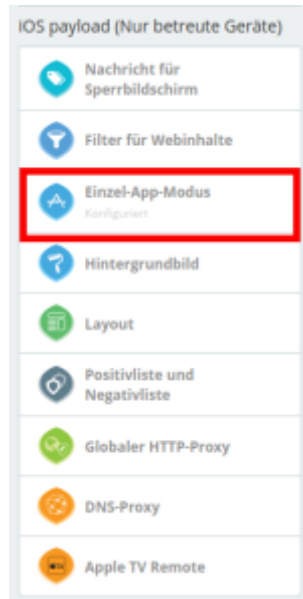 iOS payload (Nur betreute Geräte)
Nachricht für
Sperrbildschirm
Filter für Webinhalte
Einzel-App-Modus
Konfiguriert
Hintergrundbild
Layout
Positivliste und
Negativliste
Globaler HTTP-Proxy
DNS-Proxy
Apple TV Remote